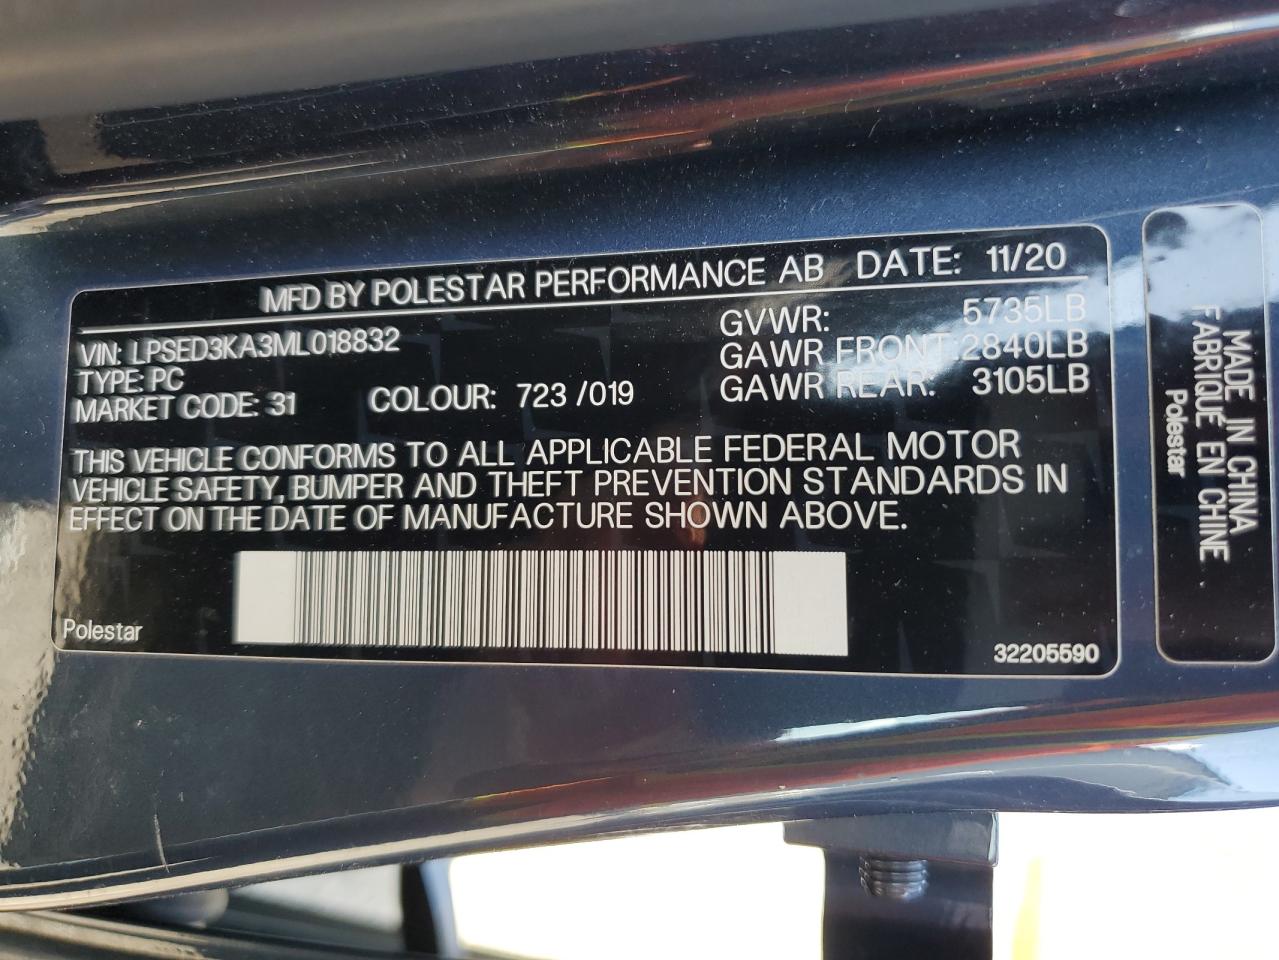 MFD BY POLESTAR PERFORMANCE AB DATE: 11/20
VIN: LPSED3KA3ML018832
TYPE: PC
MARKET CODE: 31 COLOUR: 723 /019
GVWR: 5735LB
GAWR FRONT: 2840LB
GAWR REAR: 3105LB
THIS VEHICLE CONFORMS TO ALL APPLICABLE FEDERAL MOTOR
VEHICLE SAFETY, BUMPER AND THEFT PREVENTION STANDARDS IN
EFFECT ON THE DATE OF MANUFACTURE SHOWN ABOVE.
Polestar
32205590
MADE IN CHINA
FABRIQUE EN CHINE
Polestar